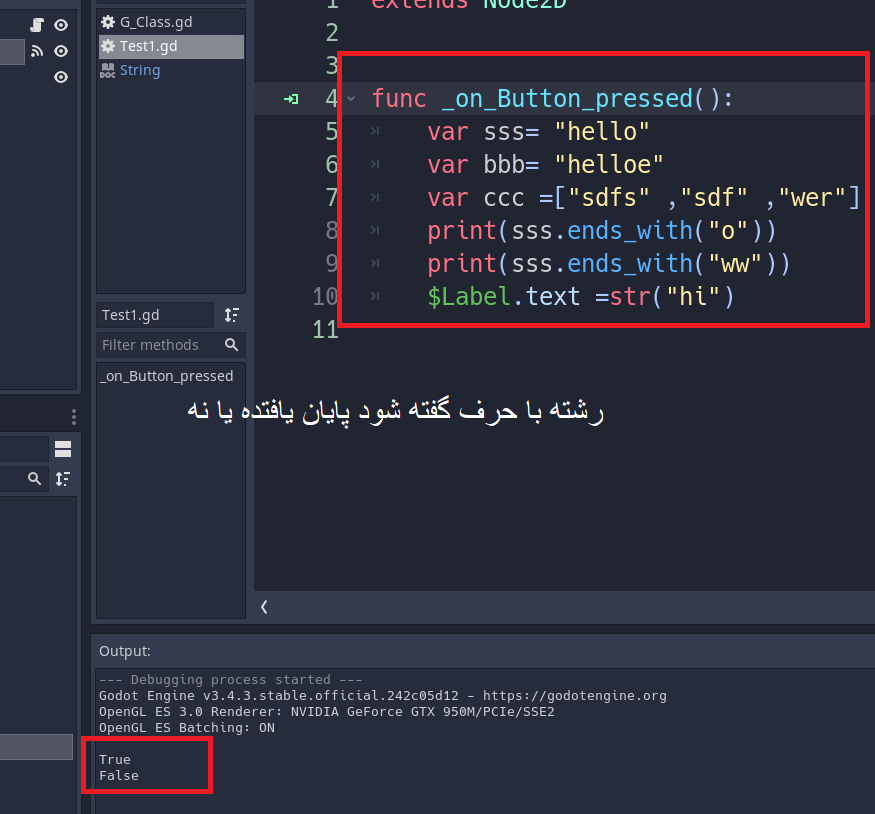 G_Class.gd
Test1.gd
String
Test1.gd
Filter methods
_on_Button_pressed
1 extends Node2D
2
3
4 func _on_Button_pressed():
5 var sss= "hello"
6 var bbb= "helloe"
7 var ccc =["sdfs" ,"sdf" ,"wer"]
8 print(sss.ends_with("o"))
9 print(sss.ends_with("ww"))
10 $Label.text =str("hi")
11
رشته با حرف گفته شود پایان یافتده یا نه
Output:
--- Debugging process started ---
Godot Engine v3.4.3.stable.official.242c05d12 - https://godotengine.org
OpenGL ES 3.0 Renderer: NVIDIA GeForce GTX 950M/PCIe/SSE2
OpenGL ES Batching: ON
True
False